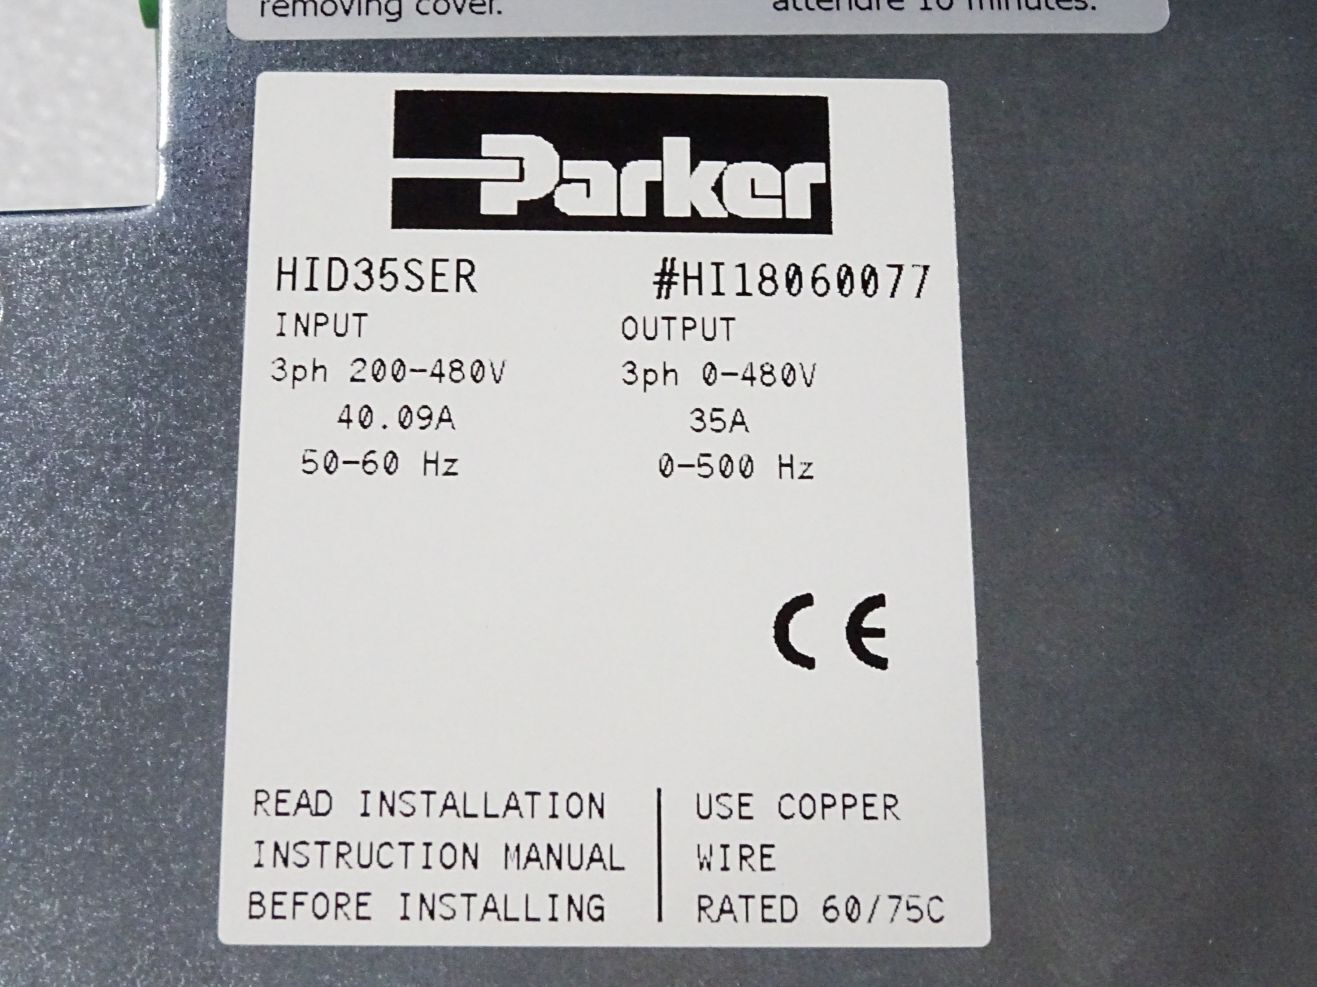 removing cover.
attendre 10 minutes.
Parker
HID35SER #HI18060077
INPUT OUTPUT
3ph 200-480V 3ph 0-480V
40.09A 35A
50-60 Hz 0-500 Hz
CE
READ INSTALLATION USE COPPER
INSTRUCTION MANUAL WIRE
BEFORE INSTALLING RATED 60/75C